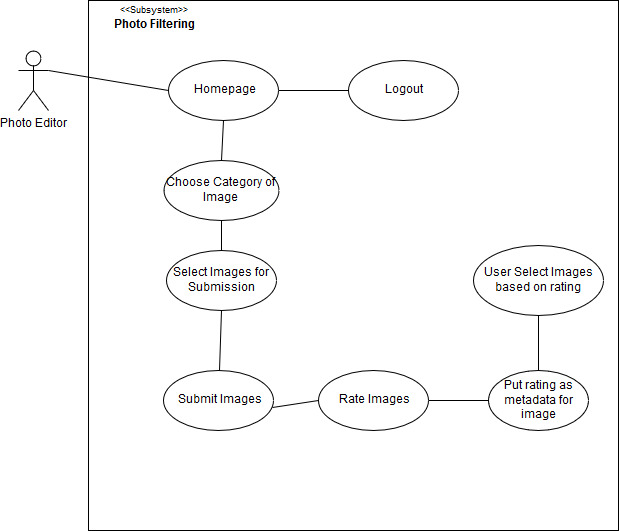 <<Subsystem>>
Photo Filtering
Photo Editor
Homepage
Logout
Choose Category of
Image
Select Images for
Submission
User Select Images
based on rating
Submit Images
Rate Images
Put rating as
metadata for
image